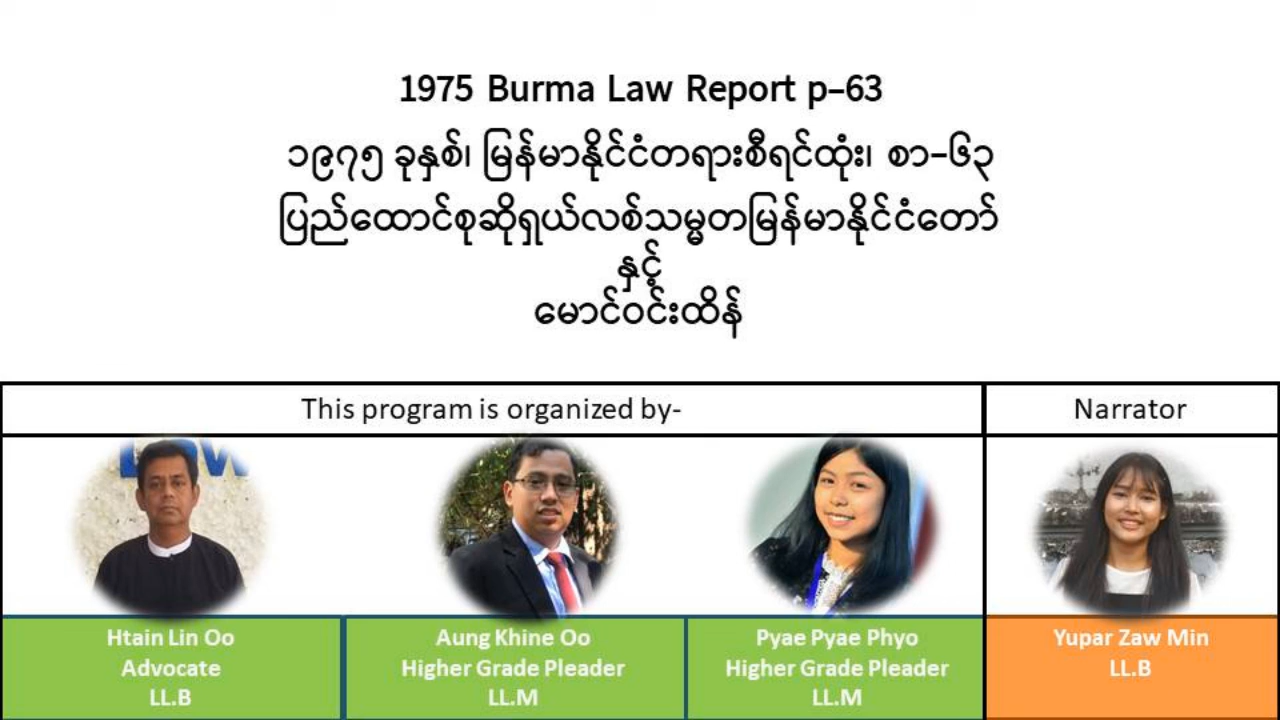 1975 Burma Law Report p-63
၁၉၇၅ ခုနှစ်၊ မြန်မာနိုင်ငံတရားစီရင်ထုံး၊ စာ-၆၃
ပြည်ထောင်စုဆိုရှယ်လစ်သမ္မတမြန်မာနိုင်ငံတော်
နှင့်
မောင်ဝင်းထိန်
This program is organized by-
Narrator
Htain Lin Oo
Advocate
LL.B
Aung Khine Oo
Higher Grade Pleader
LL.M
Pyae Pyae Phyo
Higher Grade Pleader
LL.M
Yupar Zaw Min
LL.B